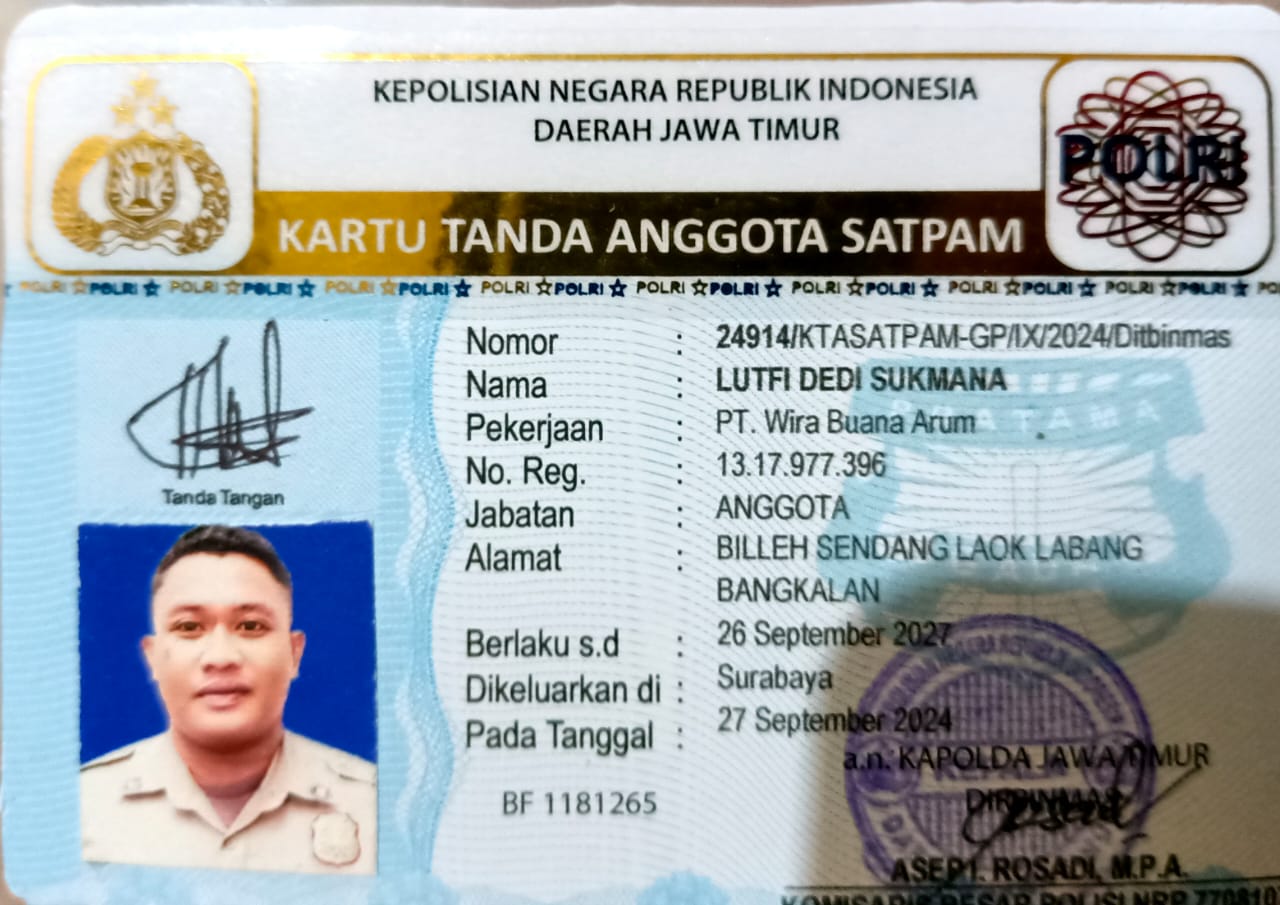 KEPOLISIAN NEGARA REPUBLIK INDONESIA
DAERAH JAWA TIMUR
POLRI
KARTU TANDA ANGGOTA SATPAM
POLRI POLRI POLRI POLRI POLRI POLRI POLRI POLRI POLRI POLRI POLRI POLRI POLRI POLRI POLRI POLRI
Nomor : 24914/KTASATPAM-GP/IX/2024/Ditbinmas
Nama : LUTFI DEDI SUKMANA
Pekerjaan : PT. Wira Buana Arum
No. Reg. : 13.17.977.396
Jabatan : ANGGOTA
Alamat : BILLEH SENDANG LAOK LABANG
BANGKALAN
Tanda Tangan
Berlaku s.d : 26 September 2027
Dikeluarkan di : Surabaya
Pada Tanggal : 27 September 2024
a.n. KAPOLDA JAWA TIMUR
DIRBINMAS
BF 1181265
ASEP I. ROSADI, M.P.A.
KOMISARIS BESAR POLISI NRP